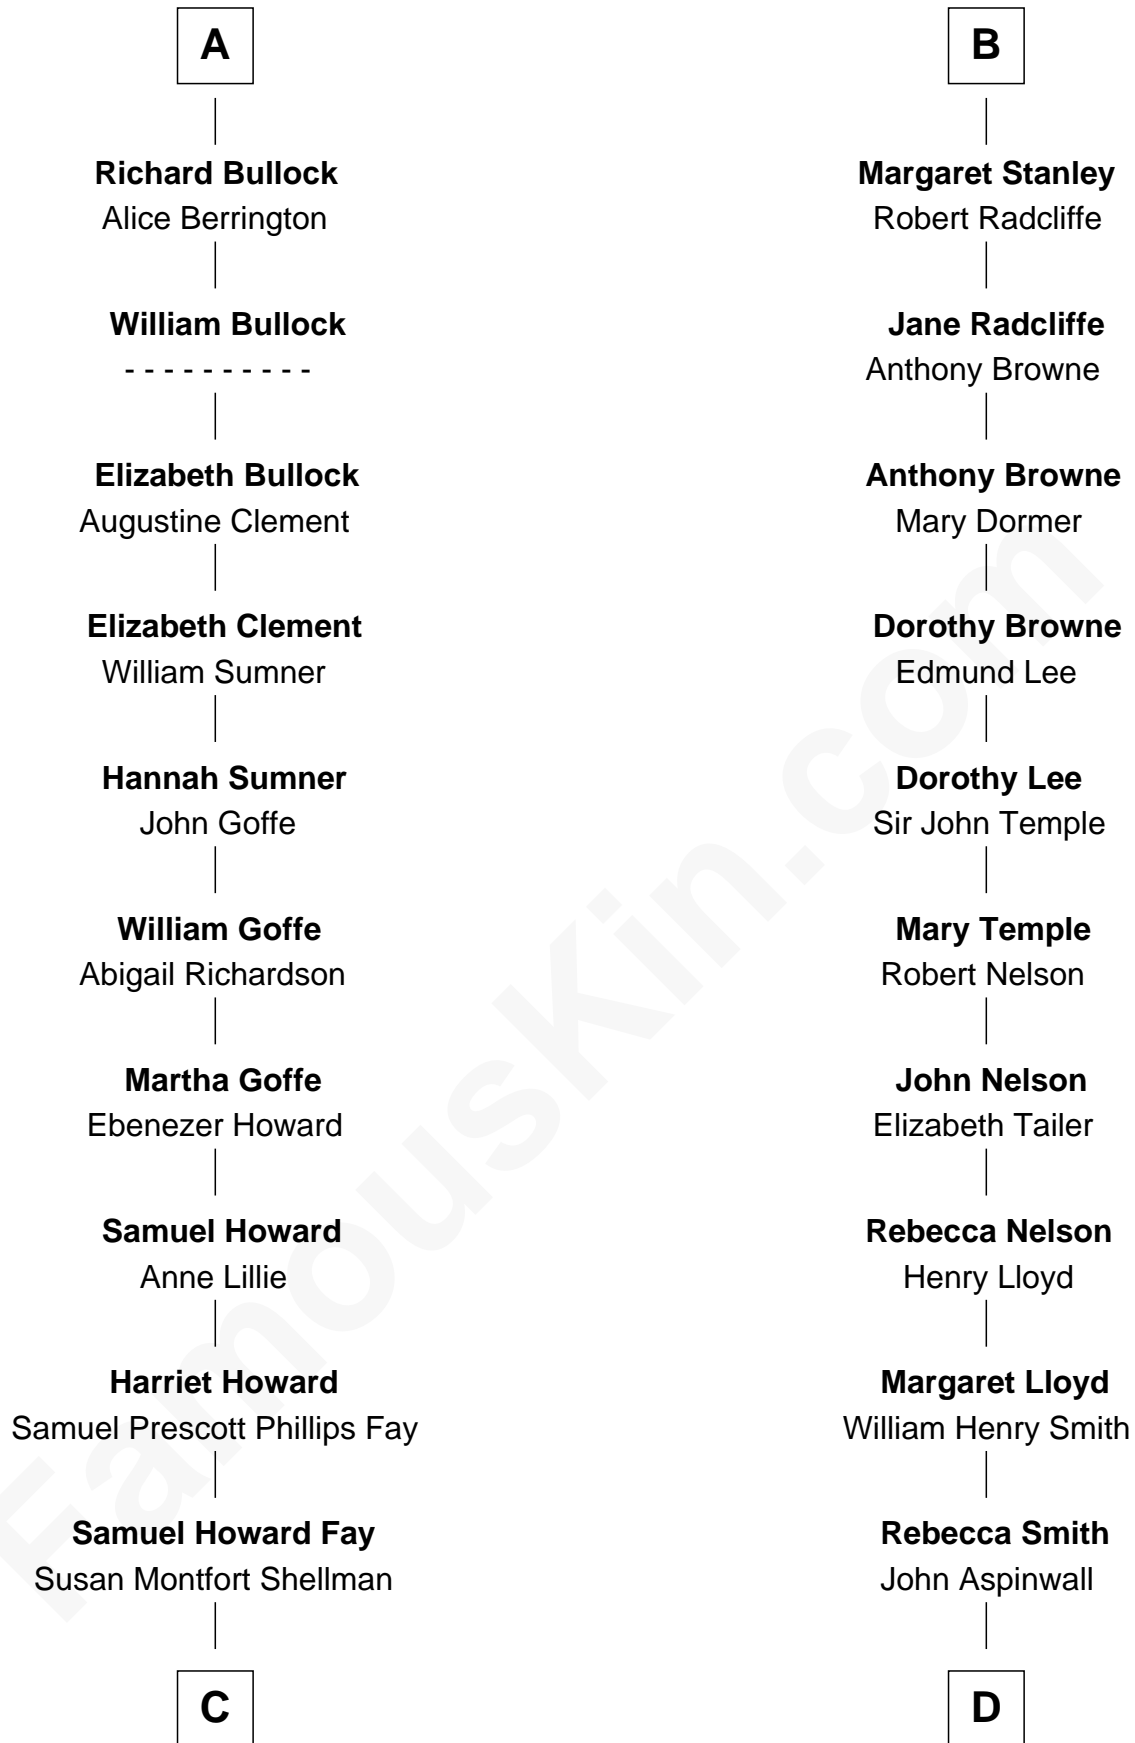 A
Richard Bullock
Alice Berrington
William Bullock
- - - - - - - - - -
Elizabeth Bullock
Augustine Clement
Elizabeth Clement
William Sumner
Hannah Sumner
John Goffe
William Goffe
Abigail Richardson
Martha Goffe
Ebenezer Howard
Samuel Howard
Anne Lillie
Harriet Howard
Samuel Prescott Phillips Fay
Samuel Howard Fay
Susan Montfort Shellman
C
B
Margaret Stanley
Robert Radcliffe
Jane Radcliffe
Anthony Browne
Anthony Browne
Mary Dormer
Dorothy Browne
Edmund Lee
Dorothy Lee
Sir John Temple
Mary Temple
Robert Nelson
John Nelson
Elizabeth Tailer
Rebecca Nelson
Henry Lloyd
Margaret Lloyd
William Henry Smith
Rebecca Smith
John Aspinwall
D
FamousKin.com